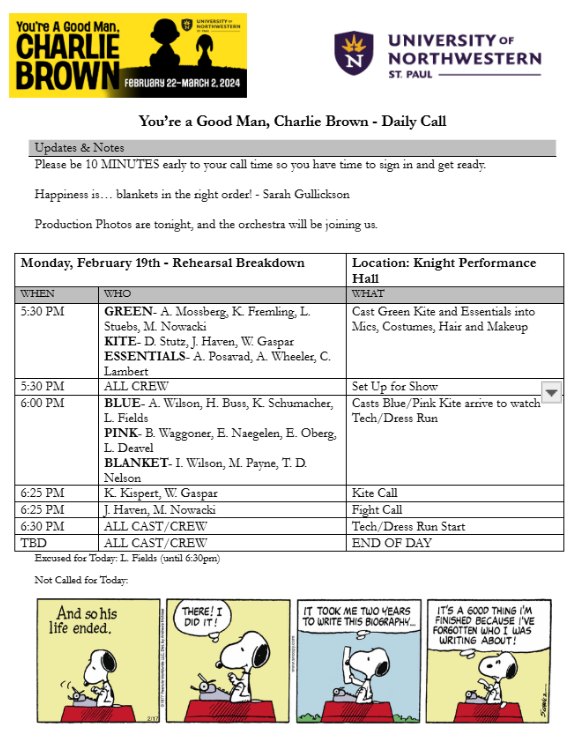 You're A Good Man,
CHARLIE
BROWN
UNIVERSITY OF
NORTHWESTERN
FEBRUARY 22-MARCH 2, 2024
N
UNIVERSITY OF
NORTHWESTERN
ST. PAUL
You're a Good Man, Charlie Brown - Daily Call
Updates & Notes
Please be 10 MINUTES early to your call time so you have time to sign in and get ready.
Happiness is… blankets in the right order! - Sarah Gullickson
Production Photos are tonight, and the orchestra will be joining us.
Monday, February 19th - Rehearsal Breakdown
Location: Knight Performance
Hall
WHEN WHO WHAT
5:30 PM
GREEN- A. Mossberg, K. Fremling, L.
Stuebs, M. Nowacki
KITE- D. Stutz, J. Haven, W. Gaspar
ESSENTIALS- A. Posavad, A. Wheeler, C.
Lambert
Cast Green Kite and Essentials into
Mics, Costumes, Hair and Makeup
5:30 PM ALL CREW Set Up for Show
6:00 PM
BLUE- A. Wilson, H. Buss, K. Schumacher,
L. Fields
PINK- B. Waggoner, E. Naegelen, E. Oberg,
L. Deavel
BLANKET- I. Wilson, M. Payne, T. D.
Nelson
Casts Blue/Pink Kite arrive to watch
Tech/Dress Run
6:25 PM K. Kispert, W. Gaspar Kite Call
6:25 PM J. Haven, M. Nowacki Fight Call
6:30 PM ALL CAST/CREW Tech/Dress Run Start
TBD ALL CAST/CREW END OF DAY
Excused for Today: L. Fields (until 6:30pm)
Not Called for Today:
And so his
life ended.
2/17
THERE! I
DID IT!
IT TOOK ME TWO YEARS
TO WRITE THIS BIOGRAPHY...
IT'S A GOOD THING I'M
FINISHED BECAUSE I'VE
FORGOTTEN WHO I WAS
WRITING ABOUT!